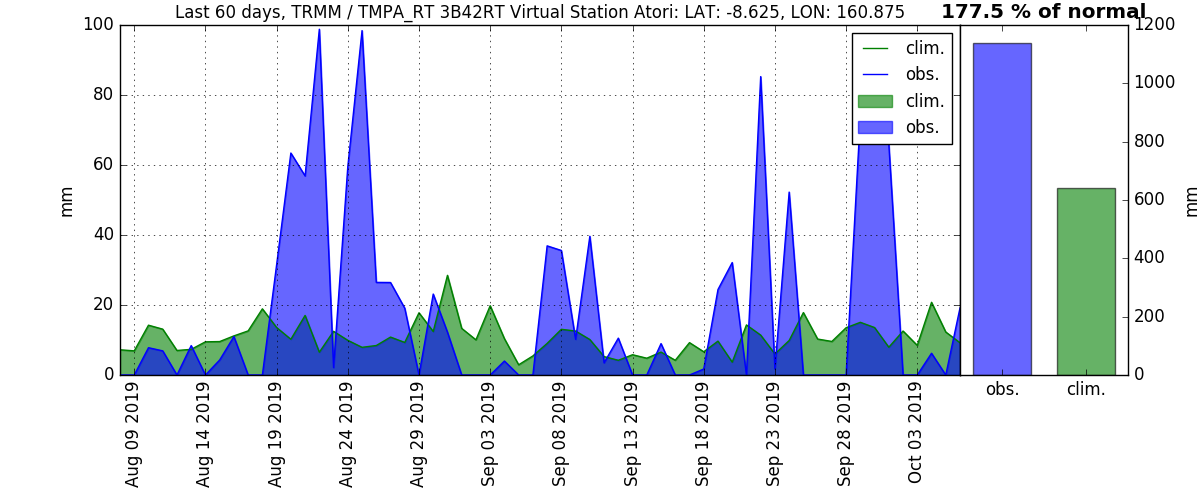 Last 60 days, TRMM / TMPA_RT 3B42RT Virtual Station Atori: LAT: -8.625, LON: 160.875
177.5 % of normal
100
80
60
40
20
0
mm
clim.
obs.
clim.
obs.
1200
1000
800
600
400
200
0
mm
Aug 09 2019
Aug 14 2019
Aug 19 2019
Aug 24 2019
Aug 29 2019
Sep 03 2019
Sep 08 2019
Sep 13 2019
Sep 18 2019
Sep 23 2019
Sep 28 2019
Oct 03 2019
obs.
clim.